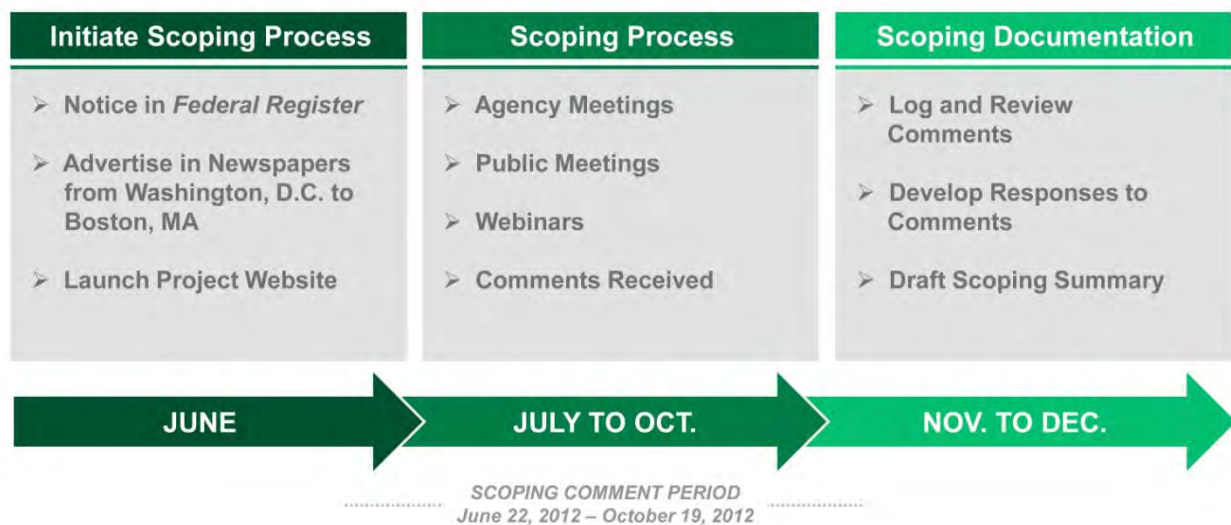 Initiate Scoping Process
➢ Notice in Federal Register
➢ Advertise in Newspapers
from Washington, D.C. to
Boston, MA
➢ Launch Project Website
Scoping Process
➢ Agency Meetings
➢ Public Meetings
➢ Webinars
➢ Comments Received
Scoping Documentation
➢ Log and Review
Comments
➢ Develop Responses to
Comments
➢ Draft Scoping Summary
JUNE
JULY TO OCT.
NOV. TO DEC.
SCOPING COMMENT PERIOD
June 22, 2012 – October 19, 2012